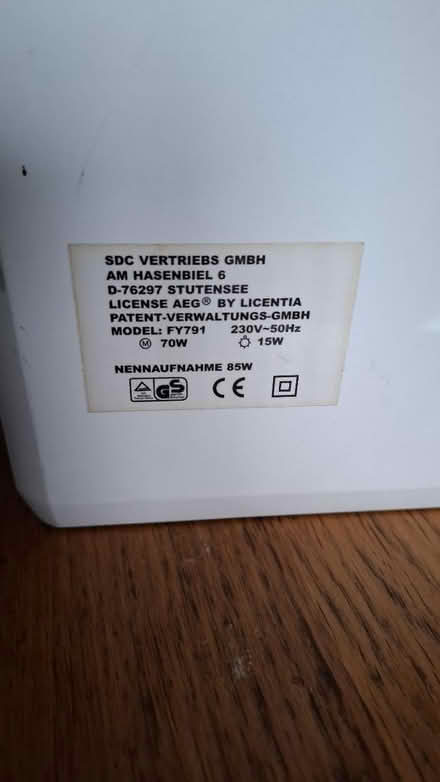 SDC VERTRIEBS GMBH
AM HASENBIEL 6
D-76297 STUTENSEE
LICENSE AEG® BY LICENTIA
PATENT-VERWALTUNGS-GMBH
MODEL: FY791 230V~50Hz
Ⓜ 70W 15W
NENNAUFNAHME 85W
GS CE